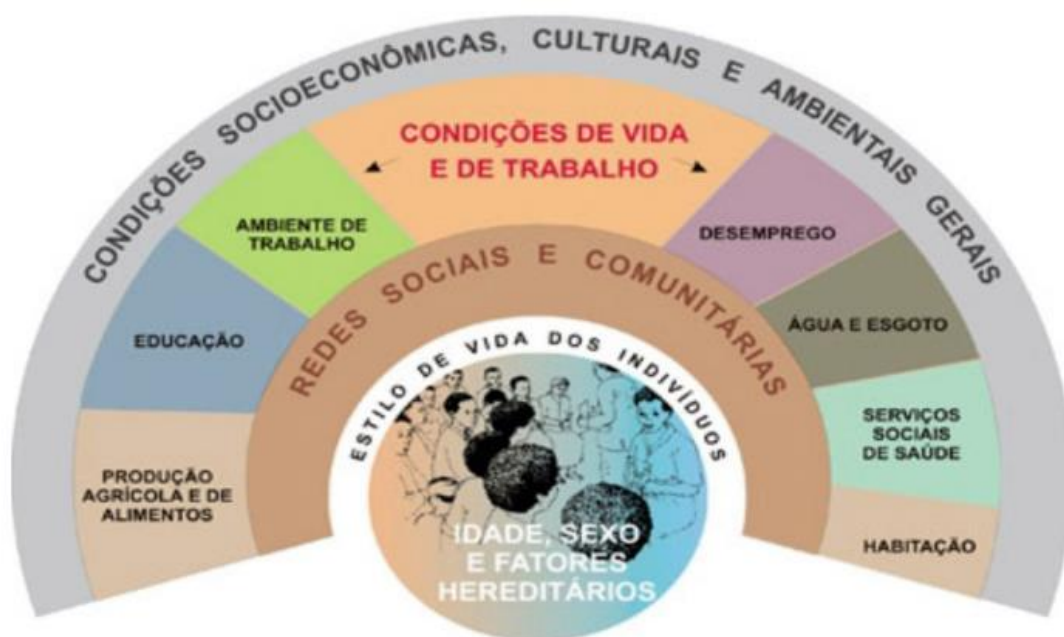 CONDIÇÕES SOCIOECONÔMICAS, CULTURAIS E AMBIENTAIS GERAIS
CONDIÇÕES DE VIDA
E DE TRABALHO
AMBIENTE DE
TRABALHO
DESEMPREGO
EDUCAÇÃO
ÁGUA E ESGOTO
PRODUÇÃO
AGRÍCOLA E DE
ALIMENTOS
SERVIÇOS
SOCIAIS
DE SAÚDE
HABITAÇÃO
REDES SOCIAIS E COMUNITÁRIAS
ESTILO DE VIDA DOS INDIVÍDUOS
IDADE, SEXO
E FATORES
HEREDITÁRIOS